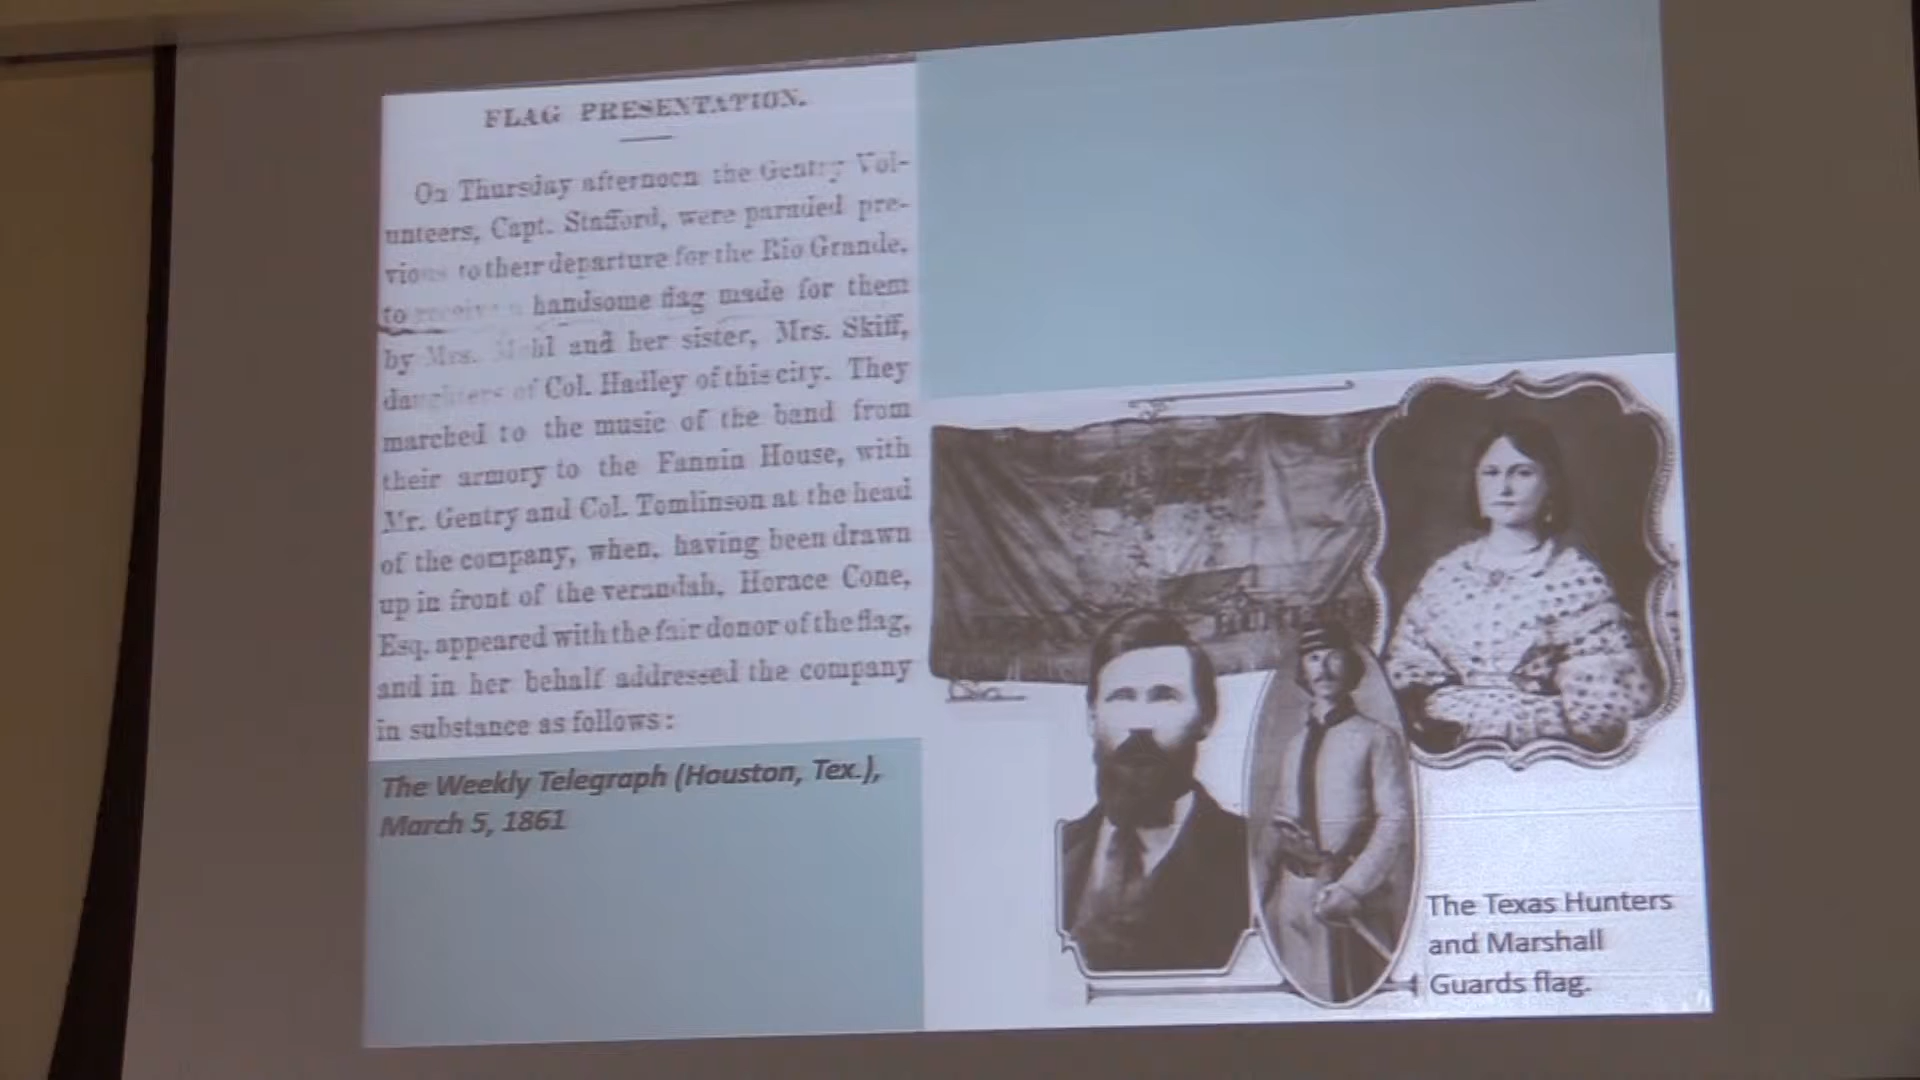 FLAG PRESENTATION.
On Thursday afternoon the Gentry Vol-
unteers, Capt. Stafford, were paraded pre-
vious to their departure for the Rio Grande,
to receive a handsome flag made for them
by Mrs. and her sister, Mrs. Skiff,
daughters of Col. Hadley of this city. They
marched to the music of the band from
their armory to the Fannin House, with
Mr. Gentry and Col. Tomlinson at the head
of the company, when, having been drawn
up in front of the verandah, Horace Cone,
Esq. appeared with the fair donor of the flag,
and in her behalf addressed the company
in substance as follows:
The Weekly Telegraph (Houston, Tex.),
March 5, 1861
The Texas Hunters
and Marshall
Guards flag.